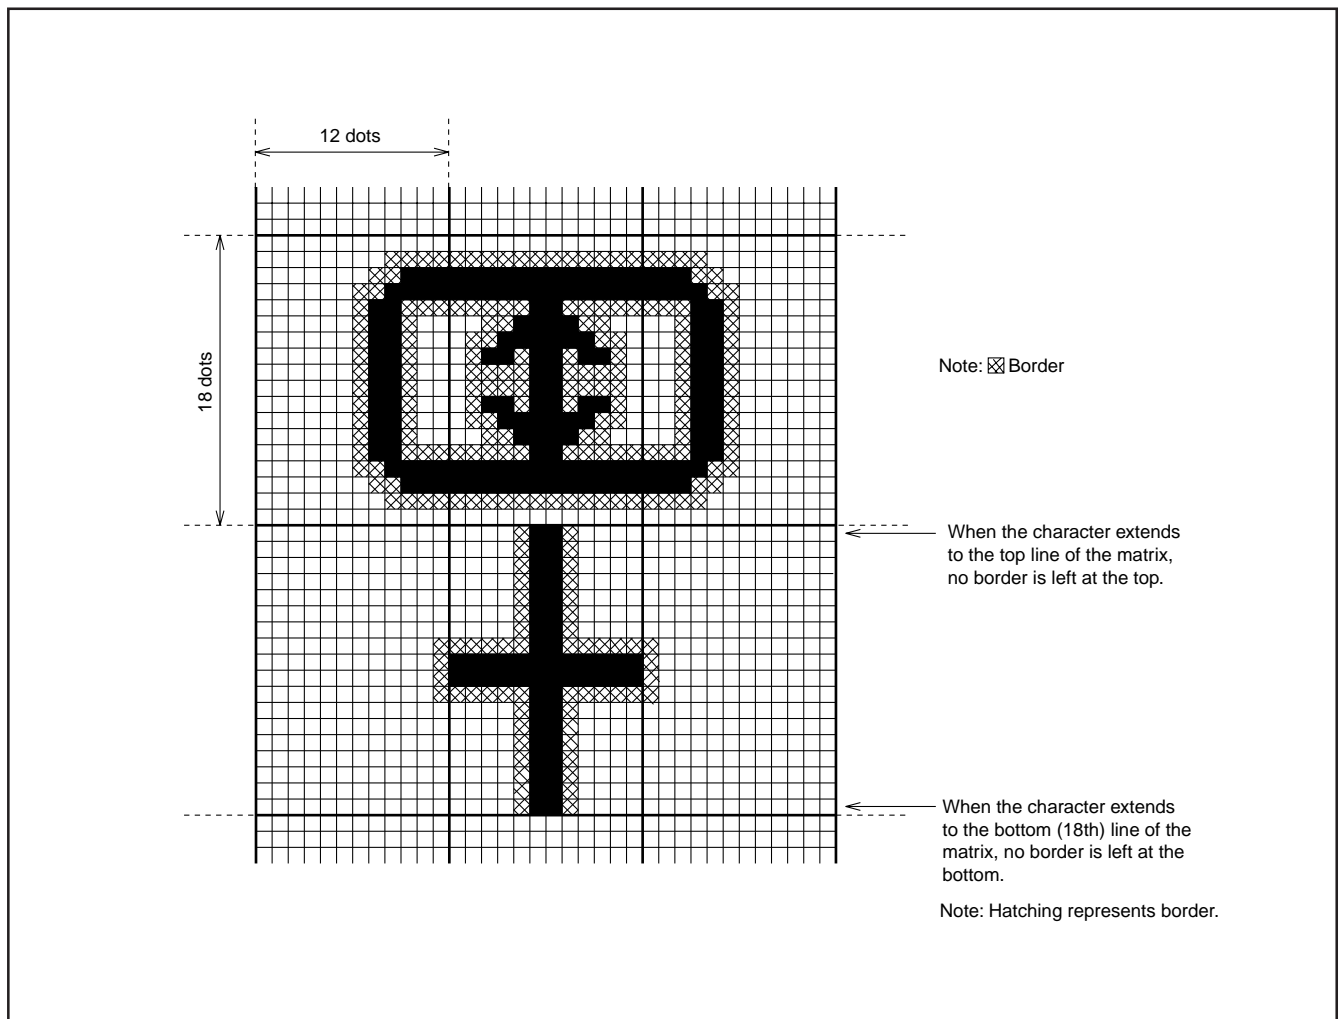 12 dots
18 dots
Note: Border
When the character extends
to the top line of the matrix,
no border is left at the top.
When the character extends
to the bottom (18th) line of the
matrix, no border is left at the
bottom.
Note: Hatching represents border.